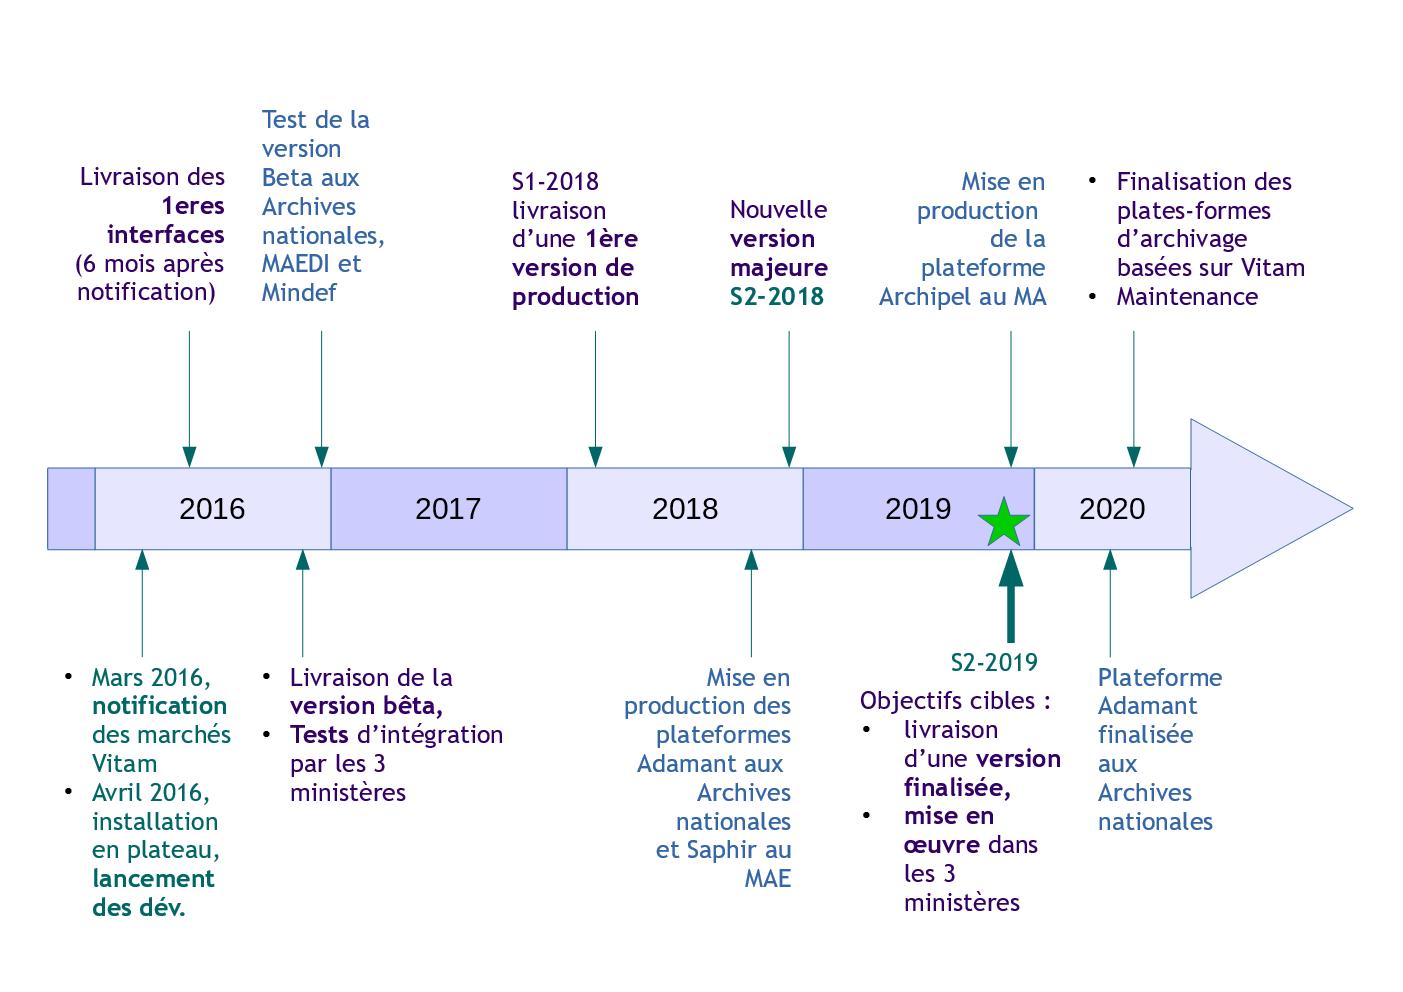 Livraison des
1eres
interfaces
(6 mois après
notification)
Test de la
version
Beta aux
Archives
nationales,
MAEDI et
Mindef
S1-2018
livraison
d’une 1ère
version de
production
Nouvelle
version
majeure
S2-2018
Mise en
production
de la
plateforme
Archipel au MA
• Finalisation des
plates-formes
d’archivage
basées sur Vitam
• Maintenance
2016
2017
2018
2019
2020
• Mars 2016,
notification
des marchés
Vitam
• Avril 2016,
installation
en plateau,
lancement
des dév.
• Livraison de la
version bêta,
• Tests d’intégration
par les 3
ministères
Mise en
production des
plateformes
Adamant aux
Archives
nationales
et Saphir au
MAE
S2-2019
Objectifs cibles :
• livraison
d’une version
finalisée,
• mise en
œuvre dans
les 3
ministères
Plateforme
Adamant
finalisée
aux
Archives
nationales